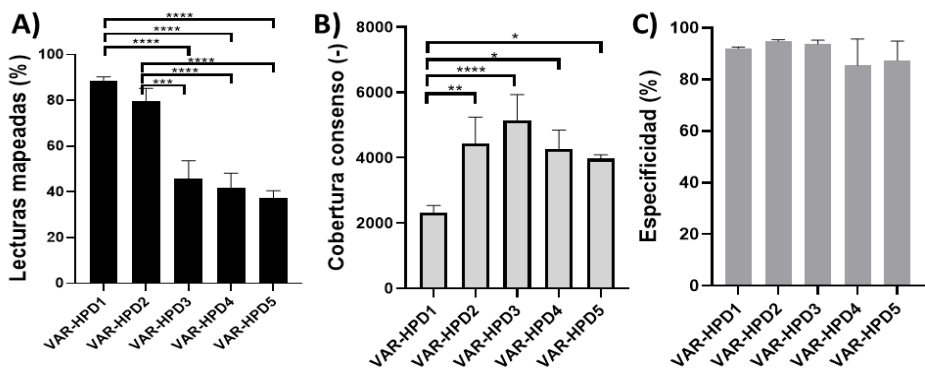 A)
Lecturas mapeadas (%)
100
80
60
40
20
0
****
****
****
****
****
***
VAR-HPD1
VAR-HPD2
VAR-HPD3
VAR-HPD4
VAR-HPD5
B)
Cobertura consenso (-)
8000
6000
4000
2000
0
*
*
****
**
VAR-HPD1
VAR-HPD2
VAR-HPD3
VAR-HPD4
VAR-HPD5
C)
Especificidad (%)
100
80
60
40
20
0
VAR-HPD1
VAR-HPD2
VAR-HPD3
VAR-HPD4
VAR-HPD5